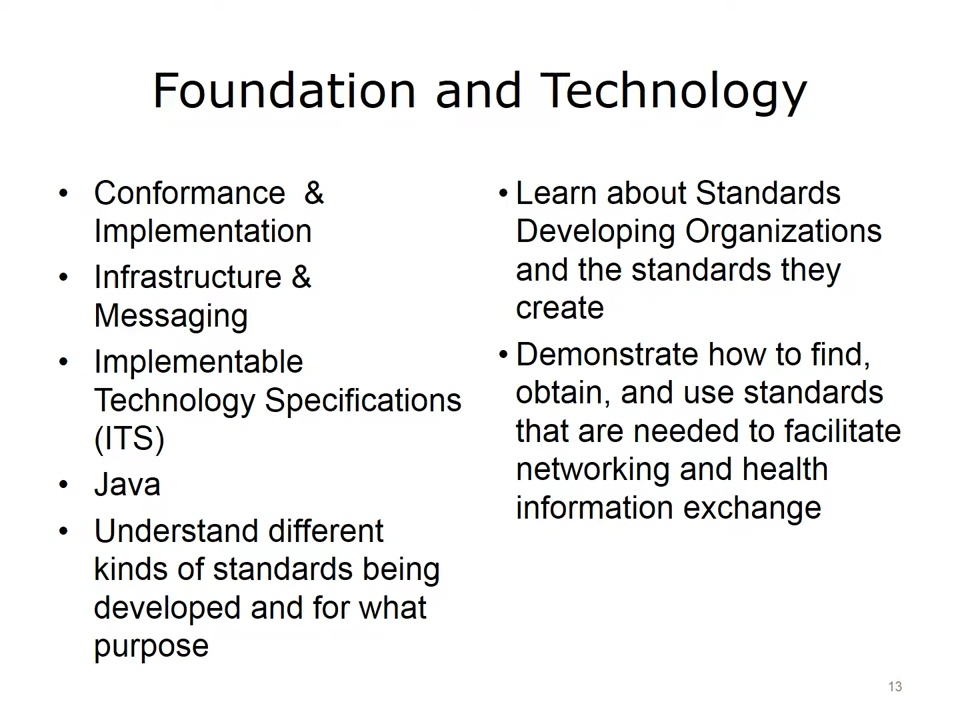 Foundation and Technology
• Conformance & 
Implementation
• Infrastructure &
Messaging
• Implementable
Technology Specifications
(ITS)
• Java
• Understand different
kinds of standards being
developed and for what
purpose
• Learn about Standards
Developing Organizations
and the standards they
create
• Demonstrate how to find,
obtain, and use standards
that are needed to facilitate
networking and health
information exchange
13